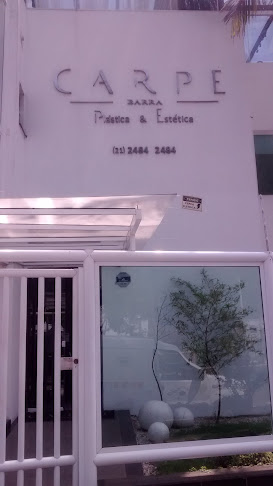 CARPE
BARRA
Plástica & Estética
(21) 2484 2484